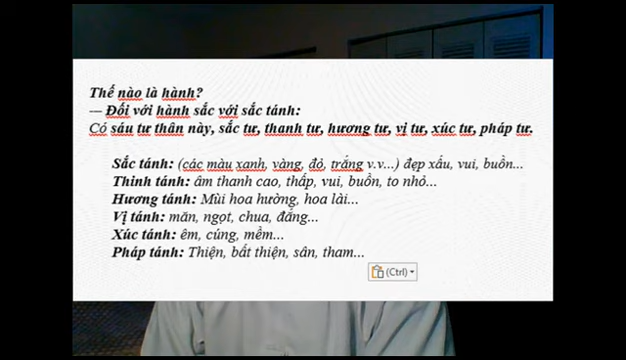 Thế nào là hành?
— Đối với hành sắc với sắc tánh:
Có sáu tư thân này, sắc tư, thanh tư, hương tư, vị tư, xúc tư, pháp tư.
Sắc tánh: (các màu xanh, vàng, đỏ, trắng v.v...) đẹp xấu, vui, buồn...
Thinh tánh: âm thanh cao, thấp, vui, buồn, to nhỏ...
Hương tánh: Mùi hoa hường, hoa lài...
Vị tánh: mặn, ngọt, chua, đắng...
Xúc tánh: êm, cúng, mềm...
Pháp tánh: Thiện, bất thiện, sân, tham...
(Ctrl)